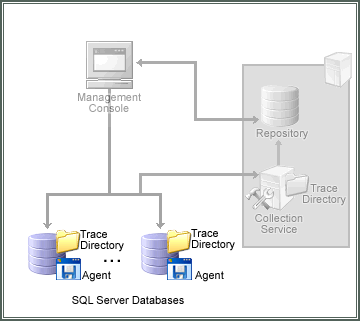 Management
Console
Repository
Trace
Directory
Collection
Service
Trace
Directory
...
Agent
Trace
Directory
Agent
SQL Server Databases